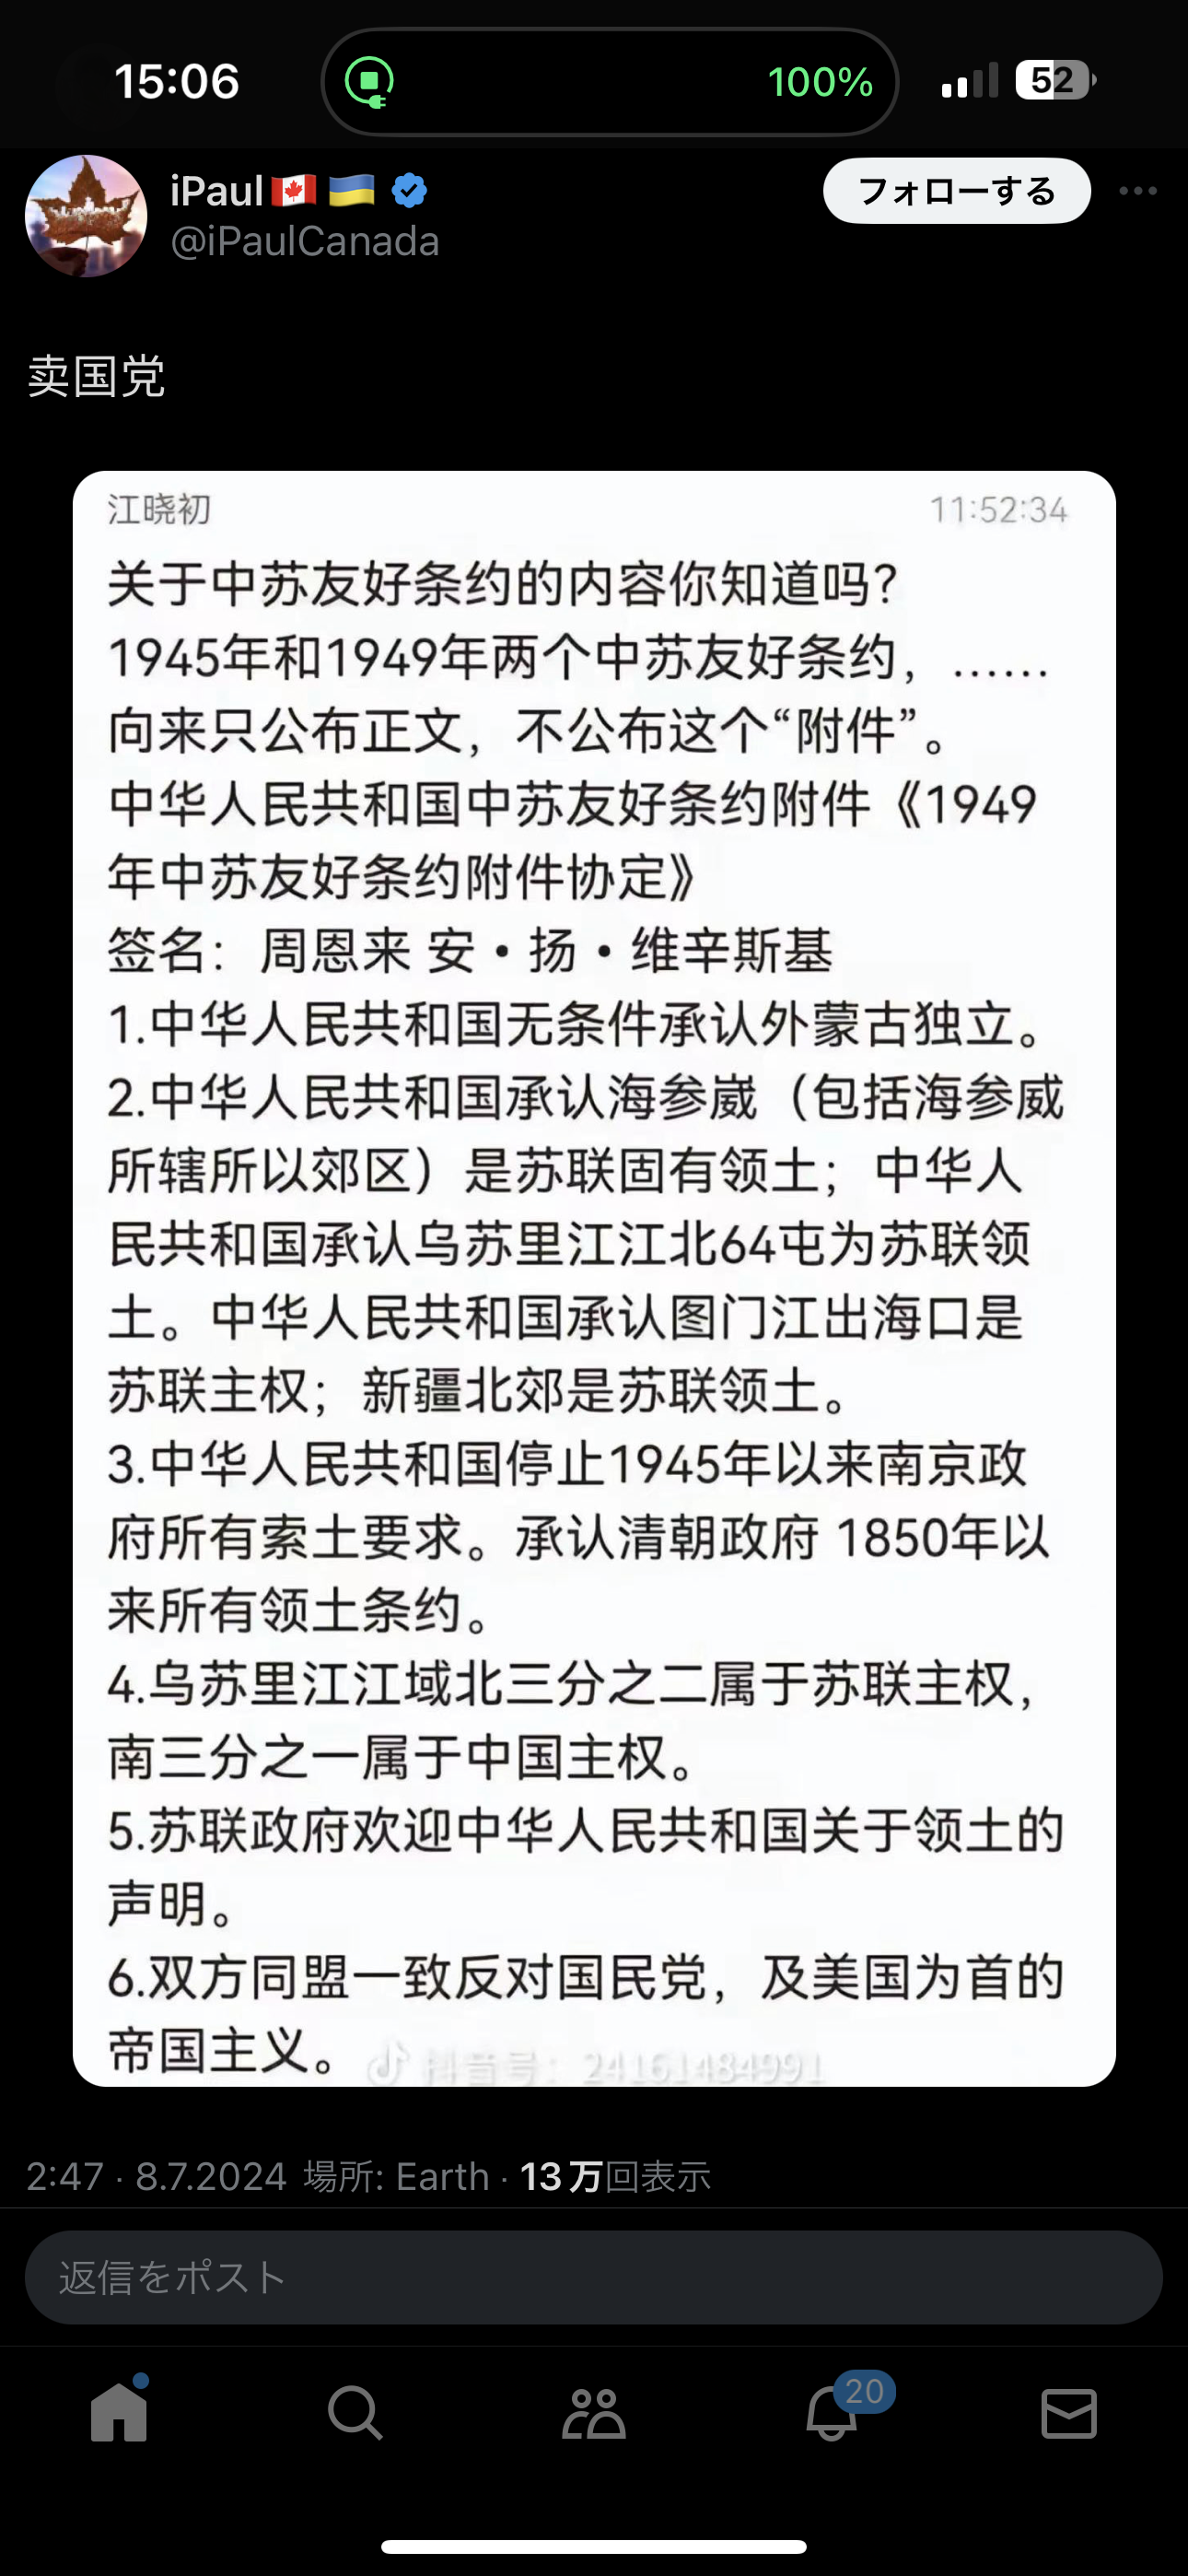 15:06
100%
52
iPaul🇨🇦 🇺🇦
フォローする
@iPaulCanada
卖国党
江晓初
11:52:34
关于中苏友好条约的内容你知道吗?
1945年和1949年两个中苏友好条约，……
向来只公布正文，不公布这个“附件”。
中华人民共和国中苏友好条约附件《1949
年中苏友好条约附件协定》
签名：周恩来 安・扬・维辛斯基
1.中华人民共和国无条件承认外蒙古独立。
2.中华人民共和国承认海参崴（包括海参威
所辖所以郊区）是苏联固有领土；中华人
民共和国承认乌苏里江江北64屯为苏联领
土。中华人民共和国承认图门江出海口是
苏联主权；新疆北郊是苏联领土。
3.中华人民共和国停止1945年以来南京政
府所有索土要求。承认清朝政府 1850年以
来所有领土条约。
4.乌苏里江江域北三分之二属于苏联主权，
南三分之一属于中国主权。
5.苏联政府欢迎中华人民共和国关于领土的
声明。
6.双方同盟一致反对国民党，及美国为首的
帝国主义。
抖音号：24161484991
2:47 · 8.7.2024 場所: Earth · 13万回表示
返信をポスト
20